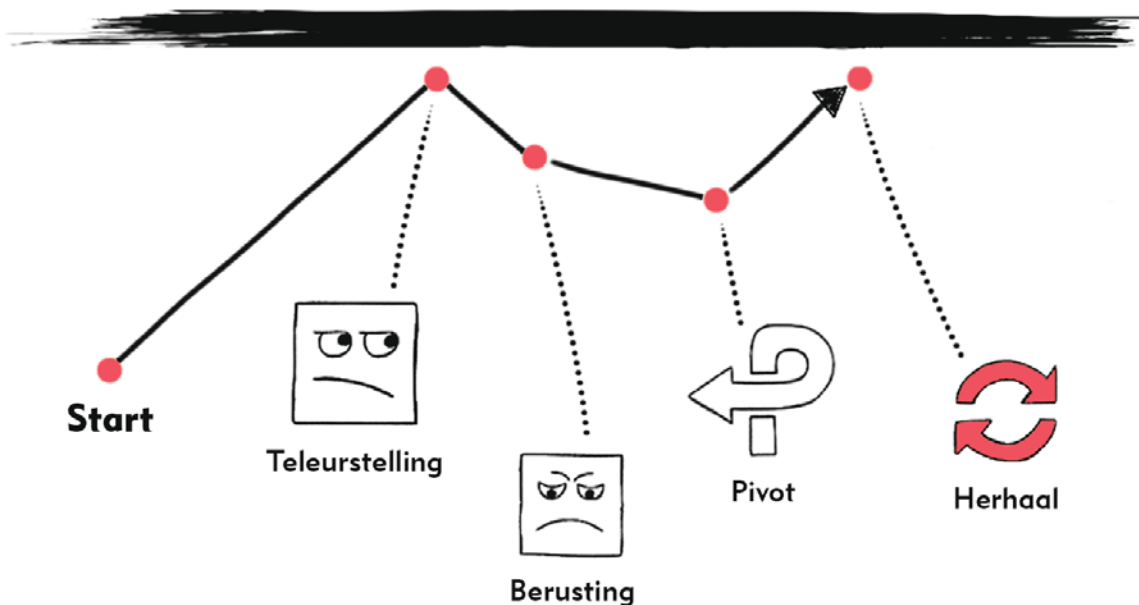 Start
Teleurstelling
Berusting
Pivot
Herhaal